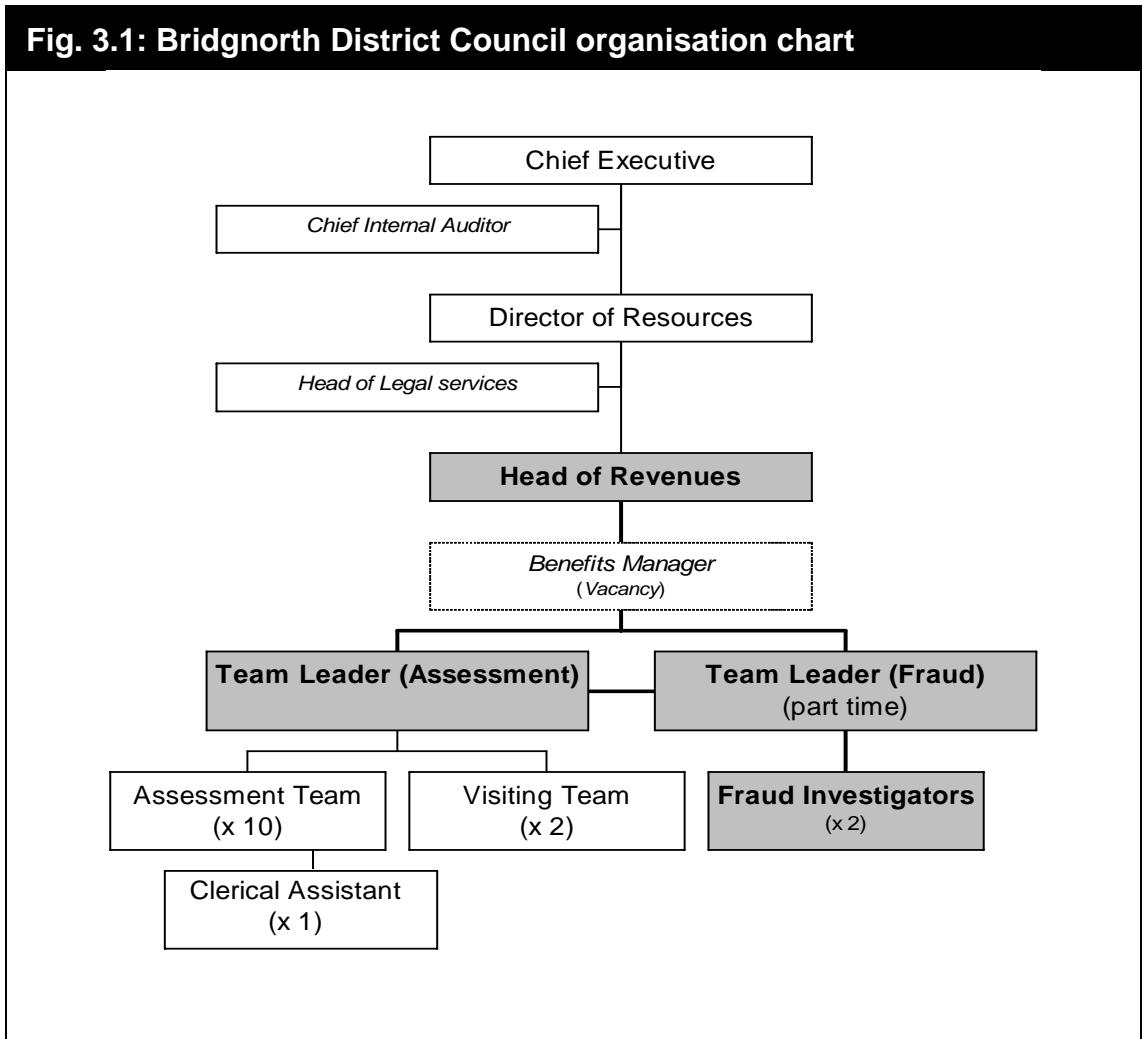 Fig. 3.1: Bridgnorth District Council organisation chart
Chief Executive
Chief Internal Auditor
Director of Resources
Head of Legal services
Head of Revenues
Benefits Manager
(Vacancy)
Team Leader (Assessment)
Team Leader (Fraud)
(part time)
Assessment Team
(x 10)
Visiting Team
(x 2)
Fraud Investigators
(x 2)
Clerical Assistant
(x 1)